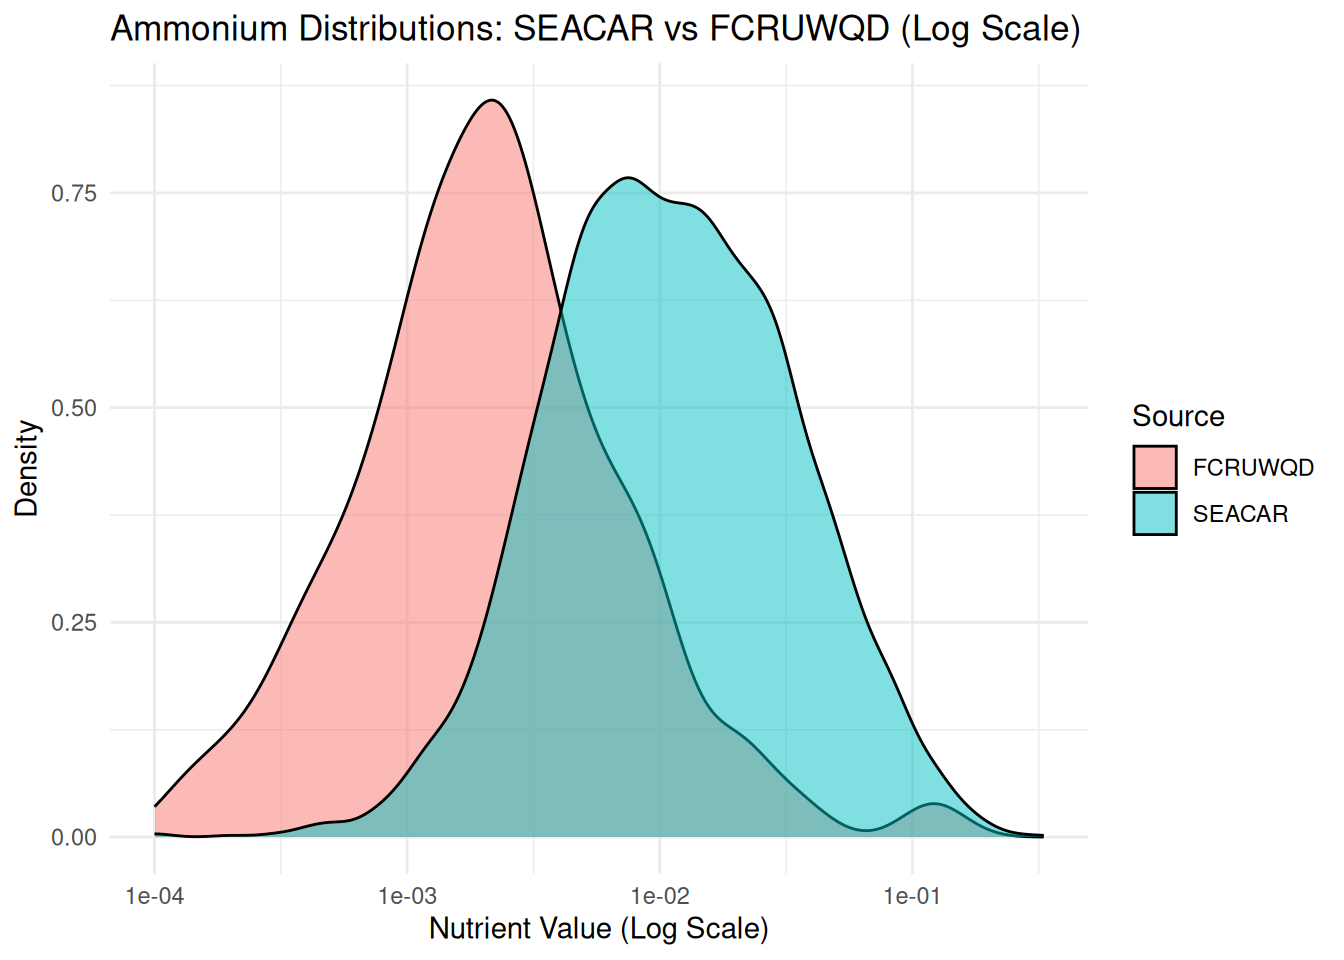 Ammonium Distributions: SEACAR vs FCRUWQD (Log Scale)
Density
0.75
0.50
0.25
0.00
1e-04 1e-03 1e-02 1e-01
Nutrient Value (Log Scale)
Source
FCRUWQD
SEACAR